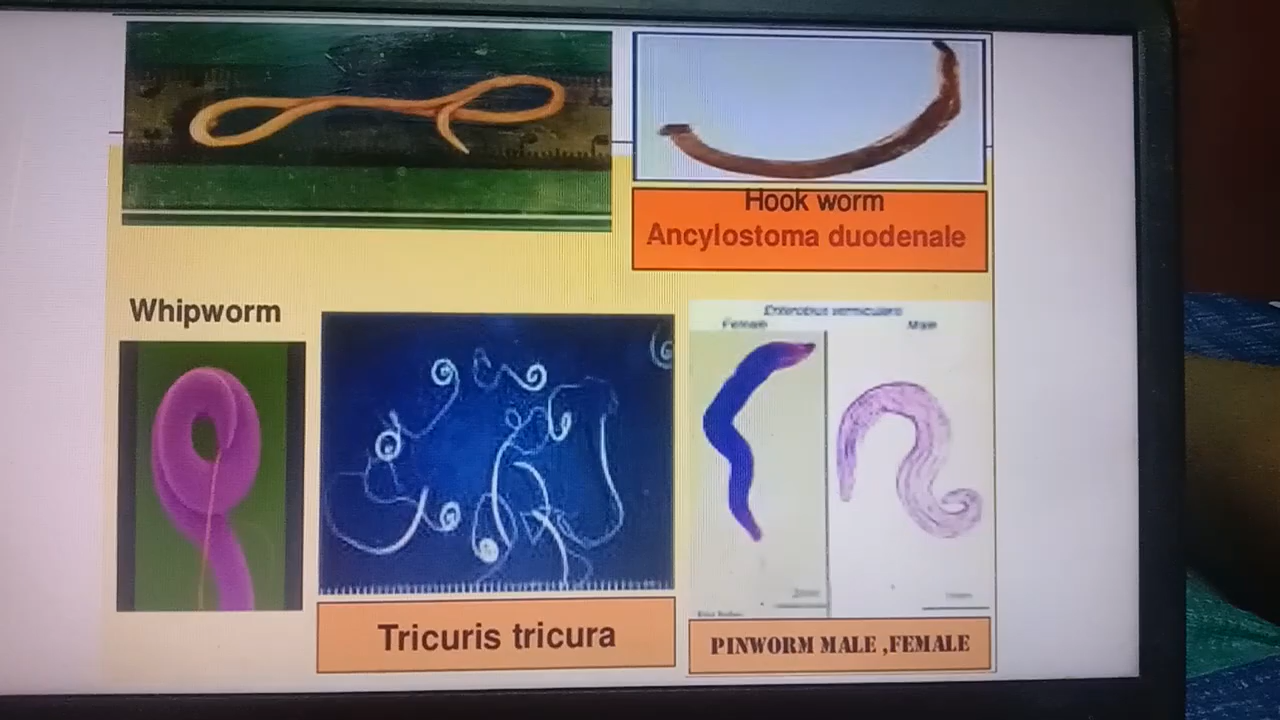 Hook worm
Ancylostoma duodenale
Whipworm
Enterobius vermicularis
Female
Male
Tricuris tricura
PINWORM MALE ,FEMALE